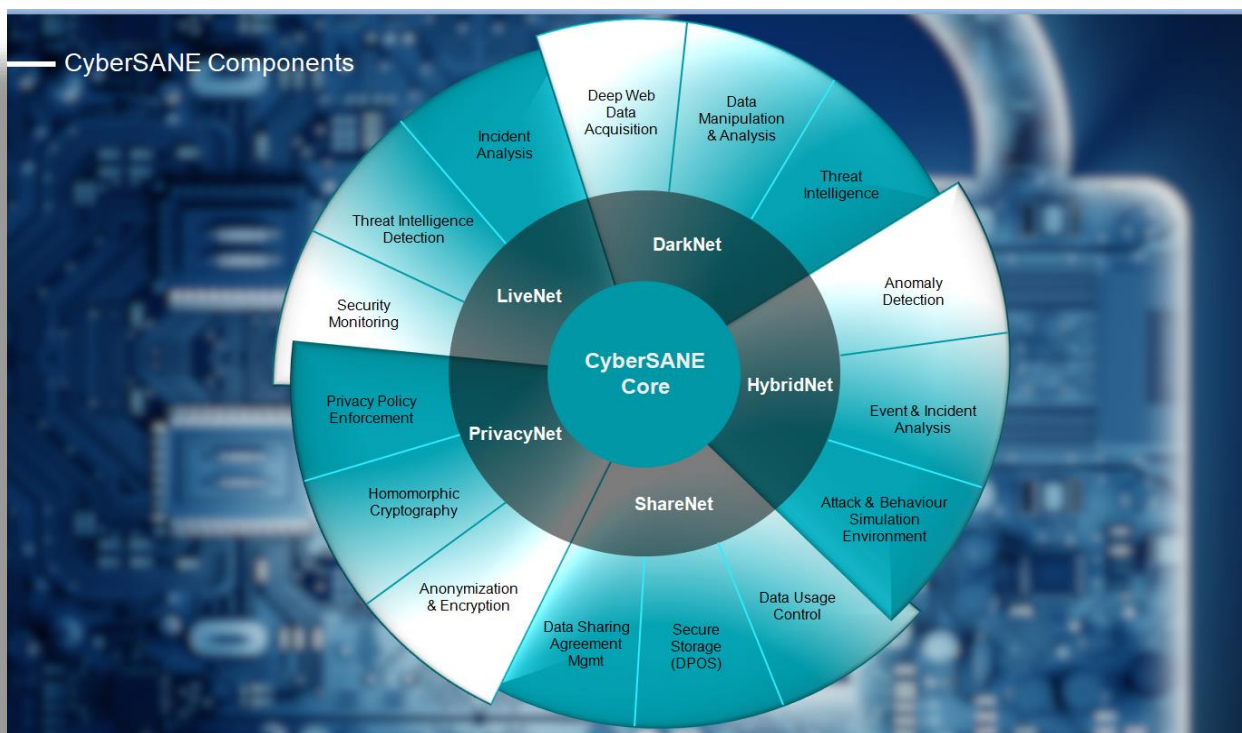 CyberSANE Components
Deep Web
Data
Acquisition
Data
Manipulation
& Analysis
Threat
Intelligence
Incident
Analysis
Threat Intelligence
Detection
Security
Monitoring
DarkNet
LiveNet
CyberSANE
Core
HybridNet
PrivacyNet
ShareNet
Anomaly
Detection
Event & Incident
Analysis
Attack & Behaviour
Simulation
Environment
Privacy Policy
Enforcement
Homomorphic
Cryptography
Anonymization
& Encryption
Data Sharing
Agreement
Mgmt
Secure
Storage
(DPOS)
Data Usage
Control